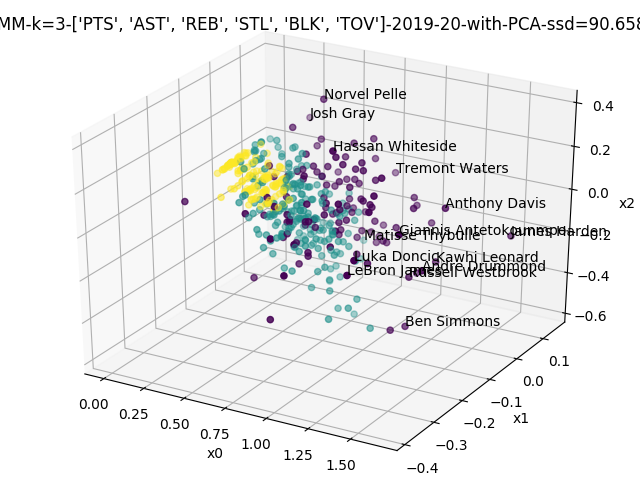 MM-k=3-['PTS', 'AST', 'REB', 'STL', 'BLK', 'TOV']-2019-20-with-PCA-ssd=90.658
Norvel Pelle
Josh Gray
Hassan Whiteside
Tremont Waters
Anthony Davis
Giannis Antetokounmpo
James Harden
Matisse Thybulle
Luka Doncic
Kawhi Leonard
LeBron James
Andre Drummond
Russell Westbrook
Ben Simmons
0.4
0.2
0.0
−0.2
−0.4
−0.6
x2
0.1
0.0
−0.1
−0.2
−0.3
−0.4
x1
0.00
0.25
0.50
0.75
1.00
1.25
1.50
x0